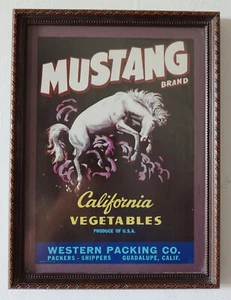 MUSTANG
BRAND
California
VEGETABLES
PRODUCE OF U.S.A.
WESTERN PACKING CO.
PACKERS - SHIPPERS GUADALUPE, CALIF.